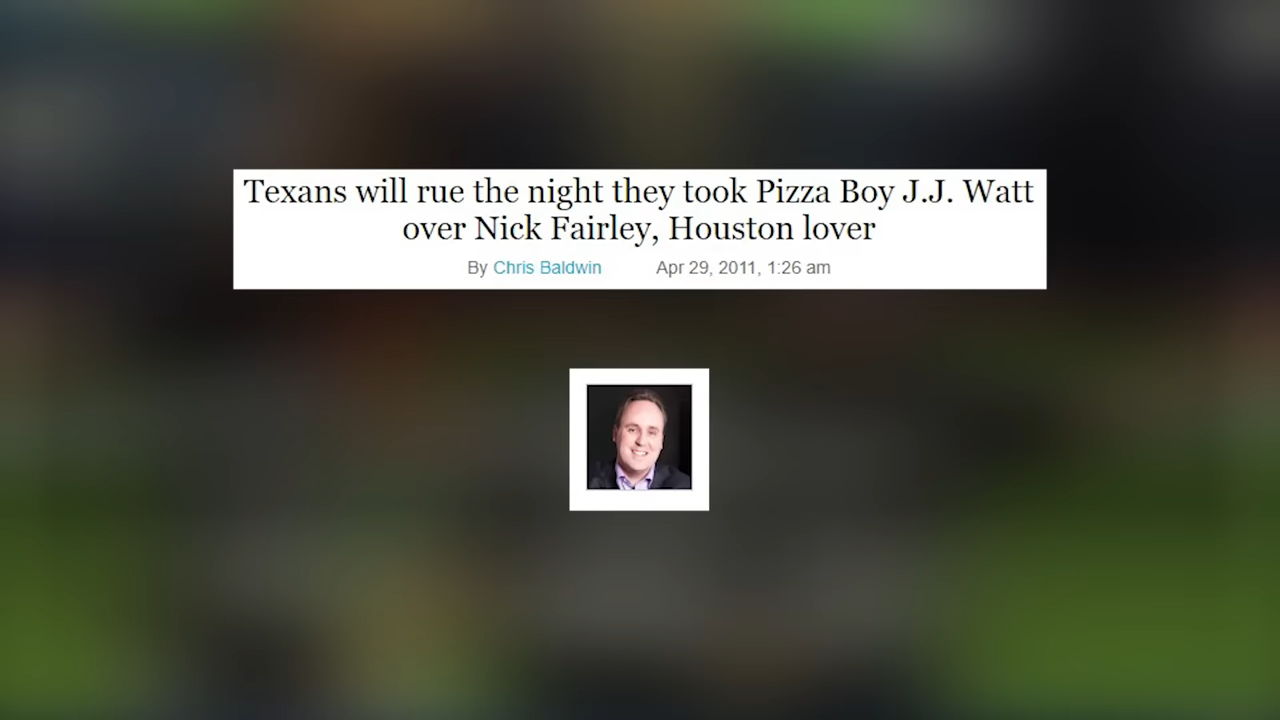 Texans will rue the night they took Pizza Boy J.J. Watt
over Nick Fairley, Houston lover
By Chris Baldwin Apr 29, 2011, 1:26 am